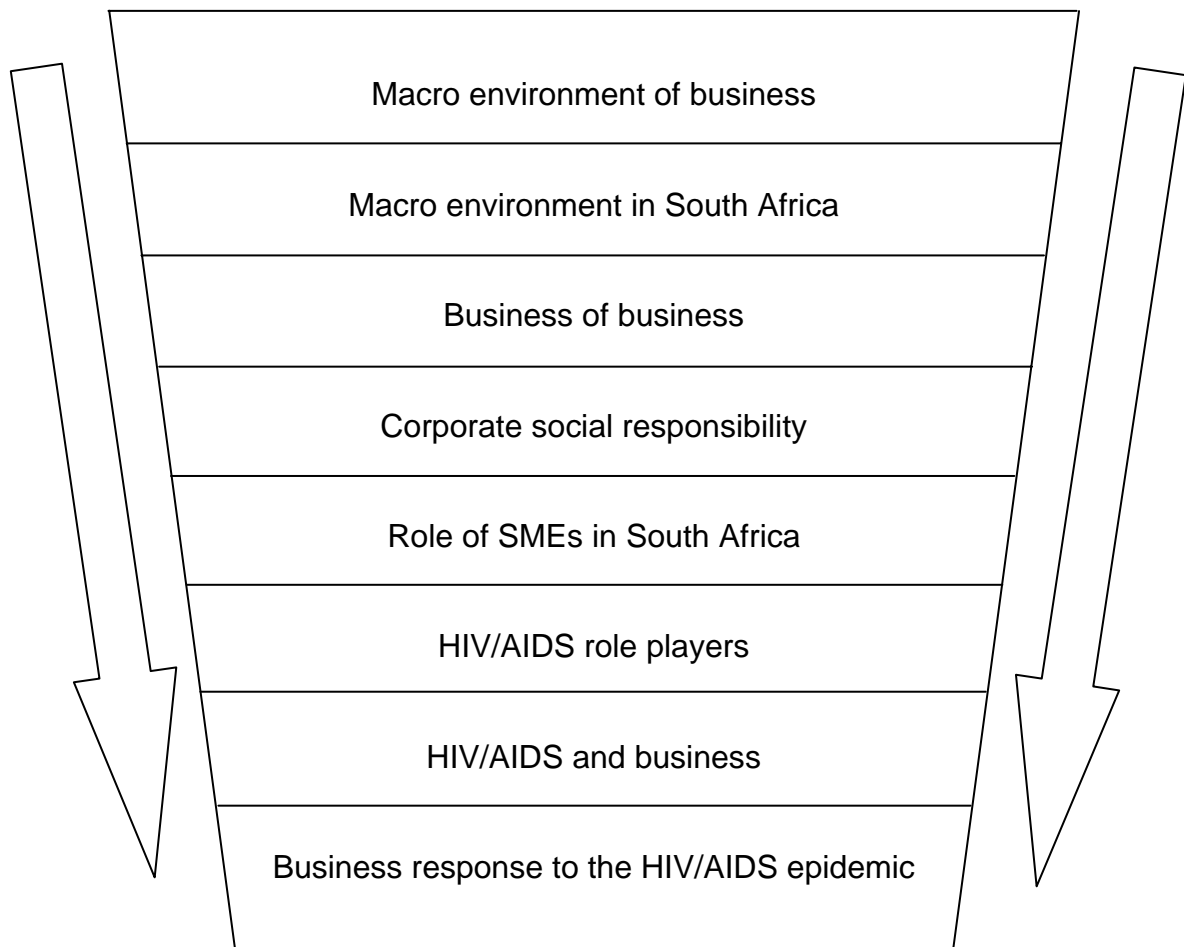 Macro environment of business
Macro environment in South Africa
Business of business
Corporate social responsibility
Role of SMEs in South Africa
HIV/AIDS role players
HIV/AIDS and business
Business response to the HIV/AIDS epidemic